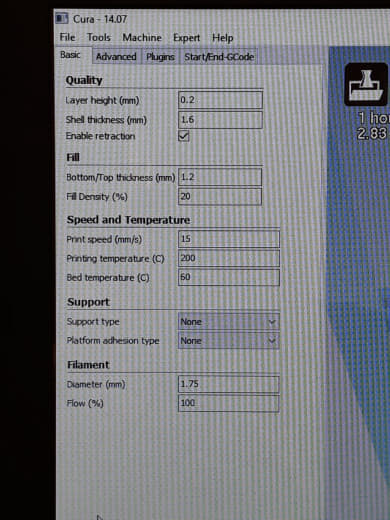 Cura - 14.07
File Tools Machine Expert Help
Basic Advanced Plugins Start/End-GCode
Quality
Layer height (mm) 0.2
Shell thickness (mm) 1.6
Enable retraction
Fill
Bottom/Top thickness (mm) 1.2
Fill Density (%) 20
Speed and Temperature
Print speed (mm/s) 15
Printing temperature (C) 200
Bed temperature (C) 60
Support
Support type None
Platform adhesion type None
Filament
Diameter (mm) 1.75
Flow (%) 100
1 ho
2.83